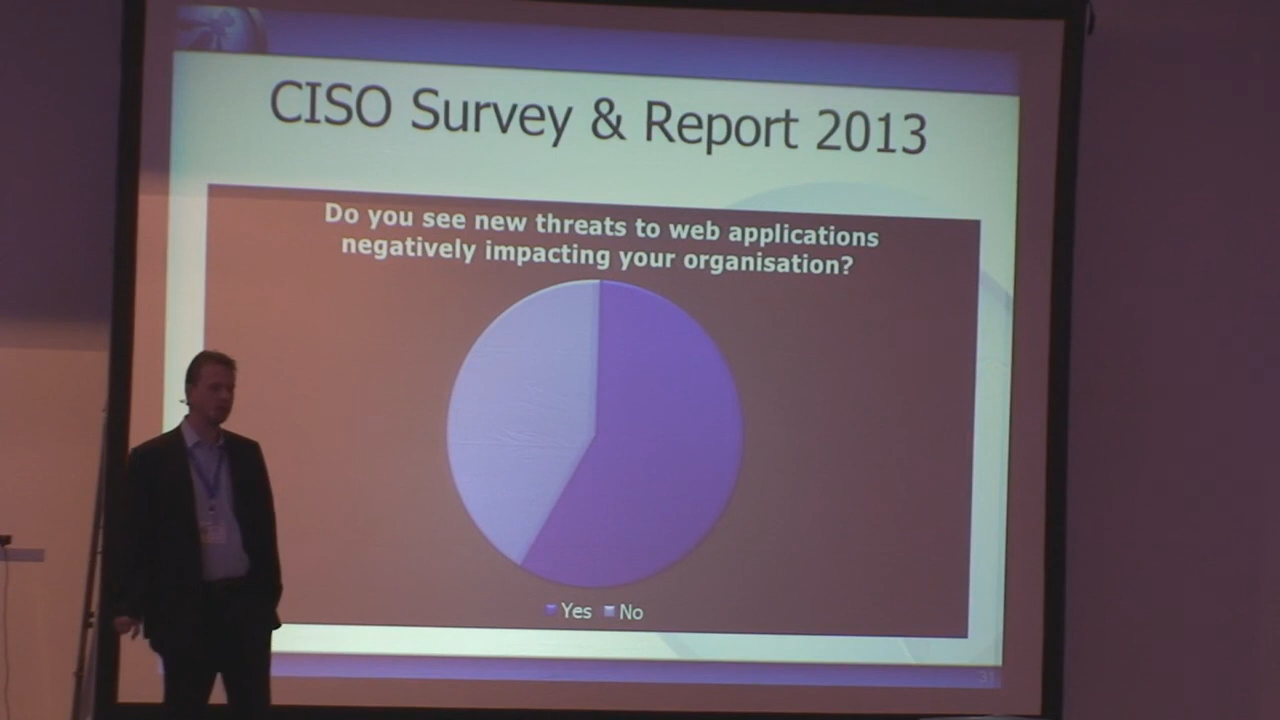 CISO Survey & Report 2013
Do you see new threats to web applications
negatively impacting your organisation?
Yes No
31